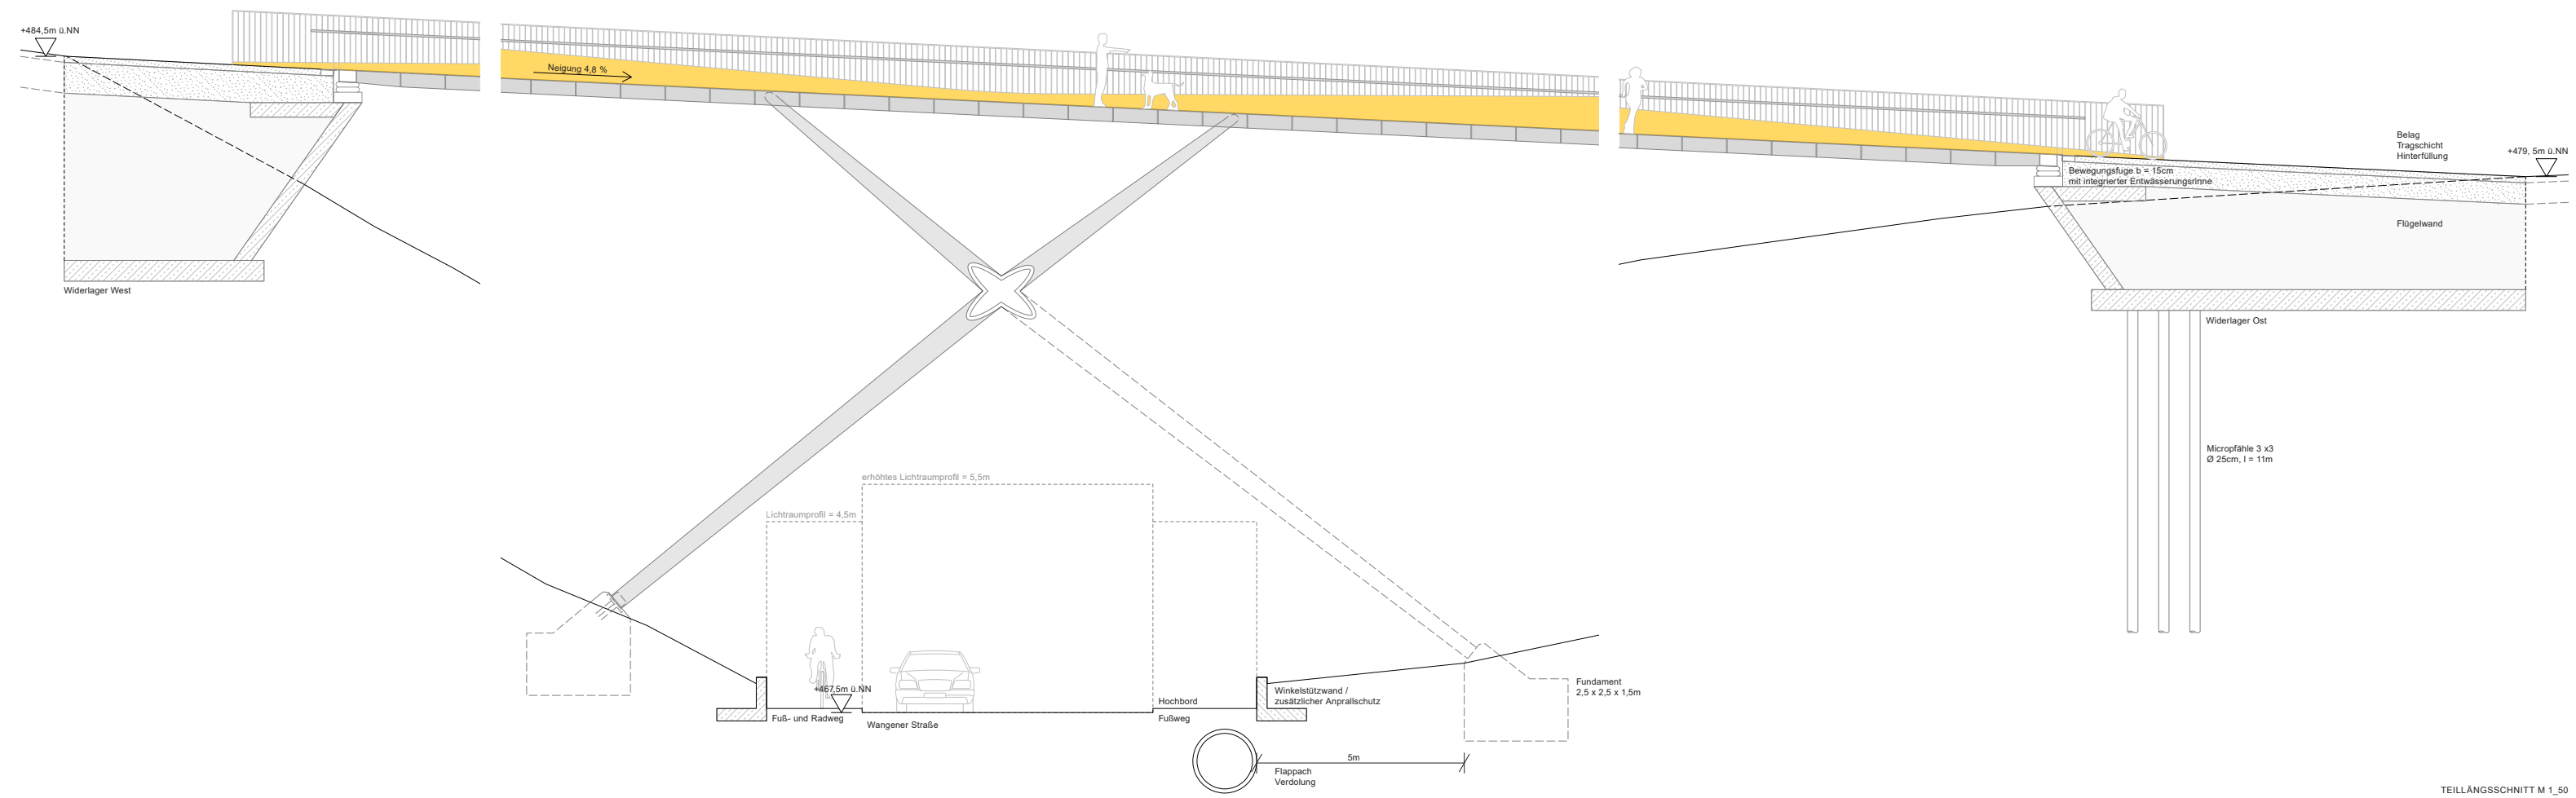 +484,5m ü.NN
Neigung 4,8 %
Belag
Tragschicht
Hinterfüllung
+479, 5m ü.NN
Bewegungsfuge b = 15cm
mit integrierter Entwässerungsrinne
Flügelwand
Widerlager West
Widerlager Ost
Micropfähle 3 x3
Ø 25cm, l = 11m
erhöhtes Lichtraumprofil = 5,5m
Lichtraumprofil = 4,5m
+467,5m ü.NN
Fuß- und Radweg
Wangener Straße
Hochbord
Fußweg
Winkelstützwand /
zusätzlicher Anprallschutz
Fundament
2,5 x 2,5 x 1,5m
5m
Flappach
Verdolung
TEILLÄNGSSCHNITT M 1_50